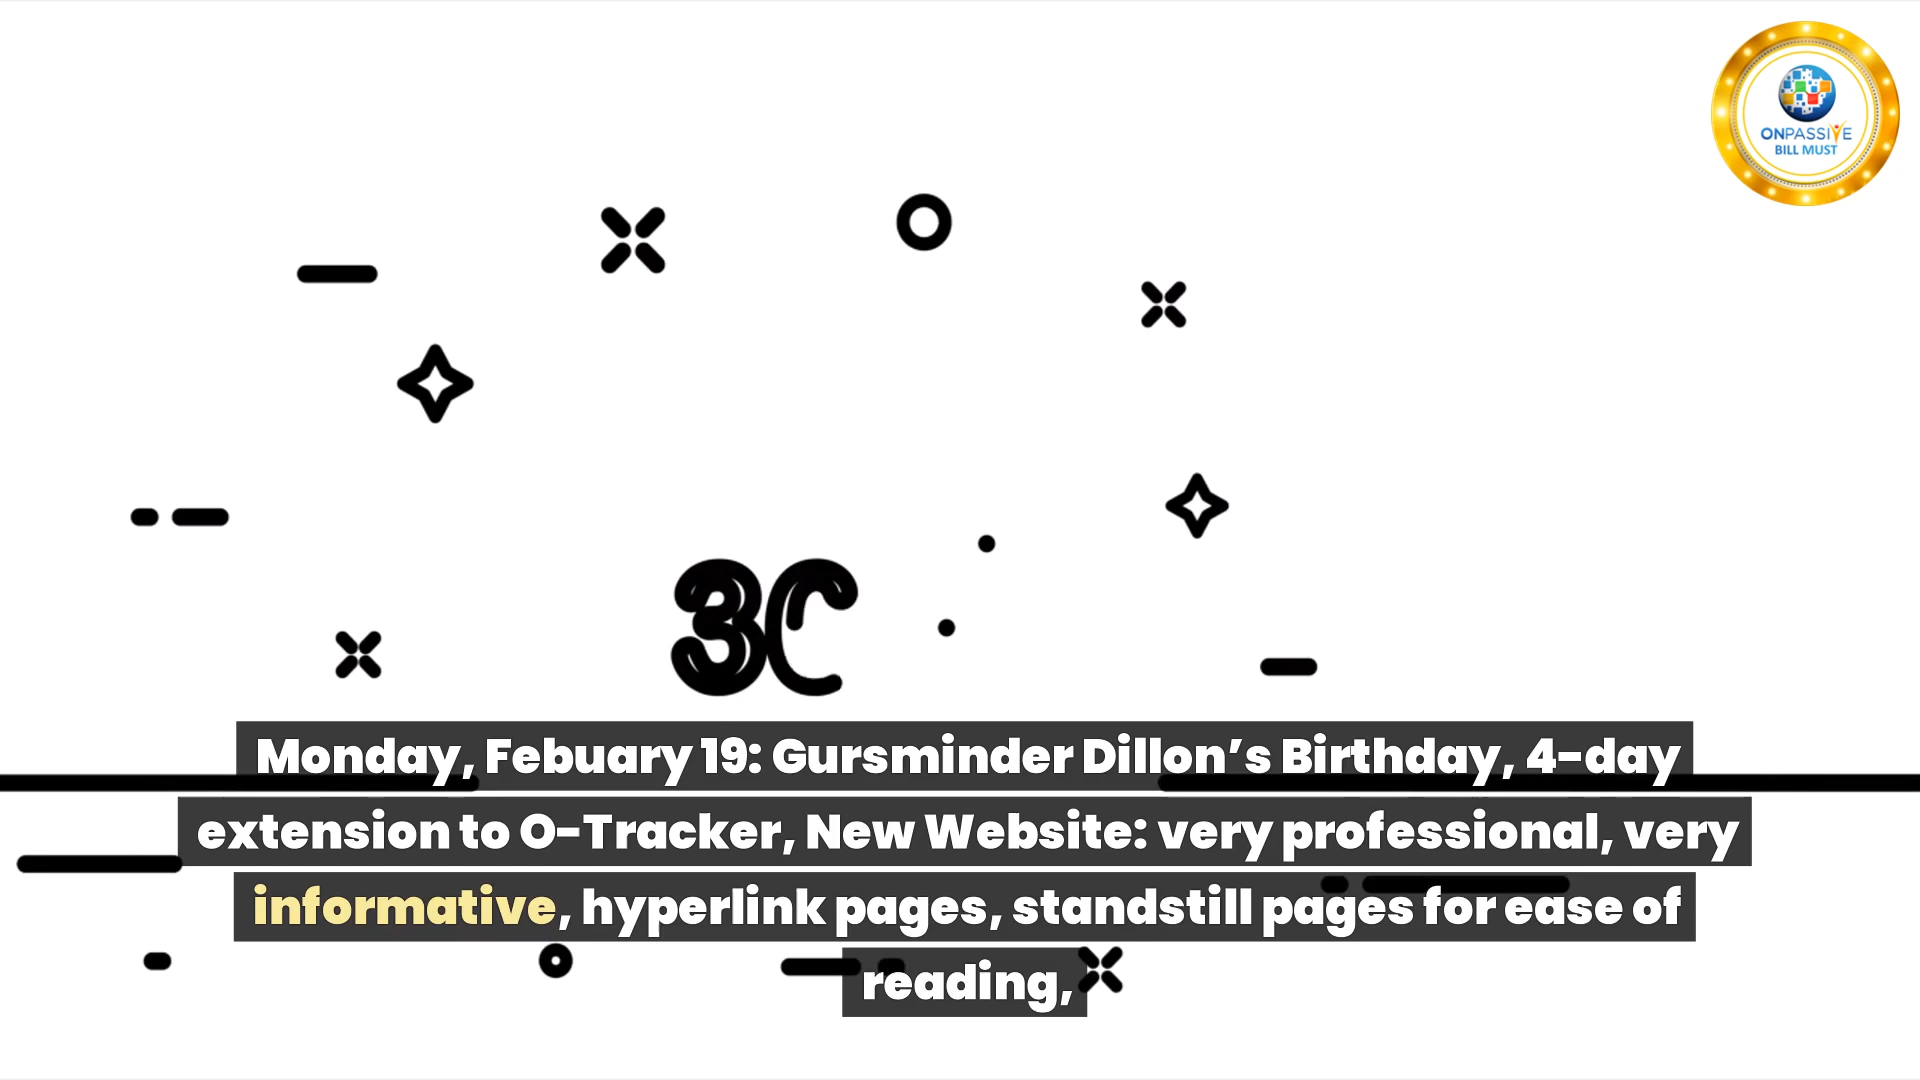 ONPASSIVE
BILL MUST
Monday, Febuary 19: Gursminder Dillon’s Birthday, 4-day
extension to O-Tracker, New Website: very professional, very
informative, hyperlink pages, standstill pages for ease of
reading,